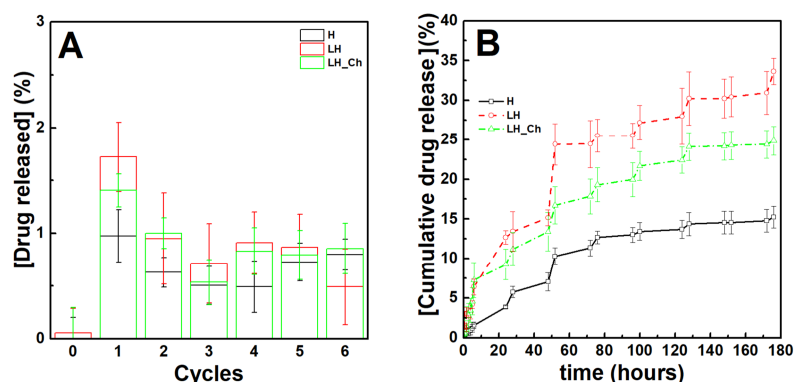 A
H
LH
LH_Ch
[Drug released] (%)
3
2
1
0
0 1 2 3 4 5 6
Cycles
B
H
LH
LH_Ch
[Cumulative drug release](%)
40
35
30
25
20
15
10
5
0
0 20 40 60 80 100 120 140 160 180
time (hours)